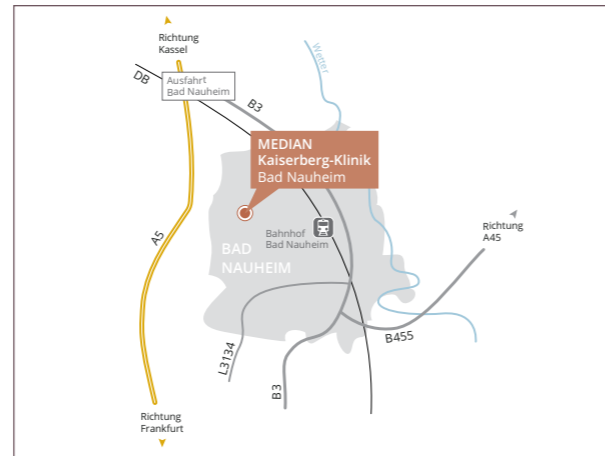 Richtung
Kassel
Wetter
DB
Ausfahrt
Bad Nauheim
B3
MEDIAN
Kaiserberg-Klinik
Bad Nauheim
Bahnhof
Bad Nauheim
BAD
NAUHEIM
Richtung
A45
A5
B455
L3134
B3
Richtung
Frankfurt